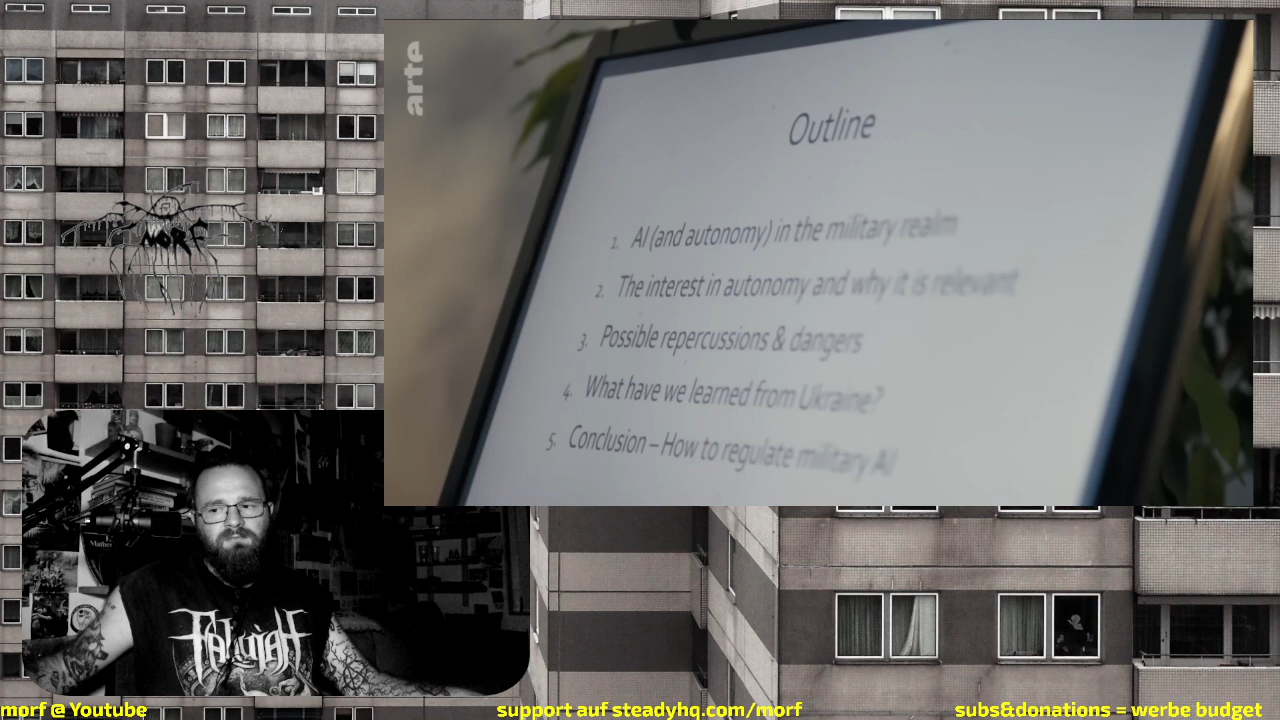 arte
Outline
1. AI (and autonomy) in the military realm
2. The interest in autonomy and why it is relevant
3. Possible repercussions & dangers
4. What have we learned from Ukraine?
5. Conclusion – How to regulate military AI
MORF
morf @ Youtube
support auf steadyhq.com/morf
subs&donations = werbe budget